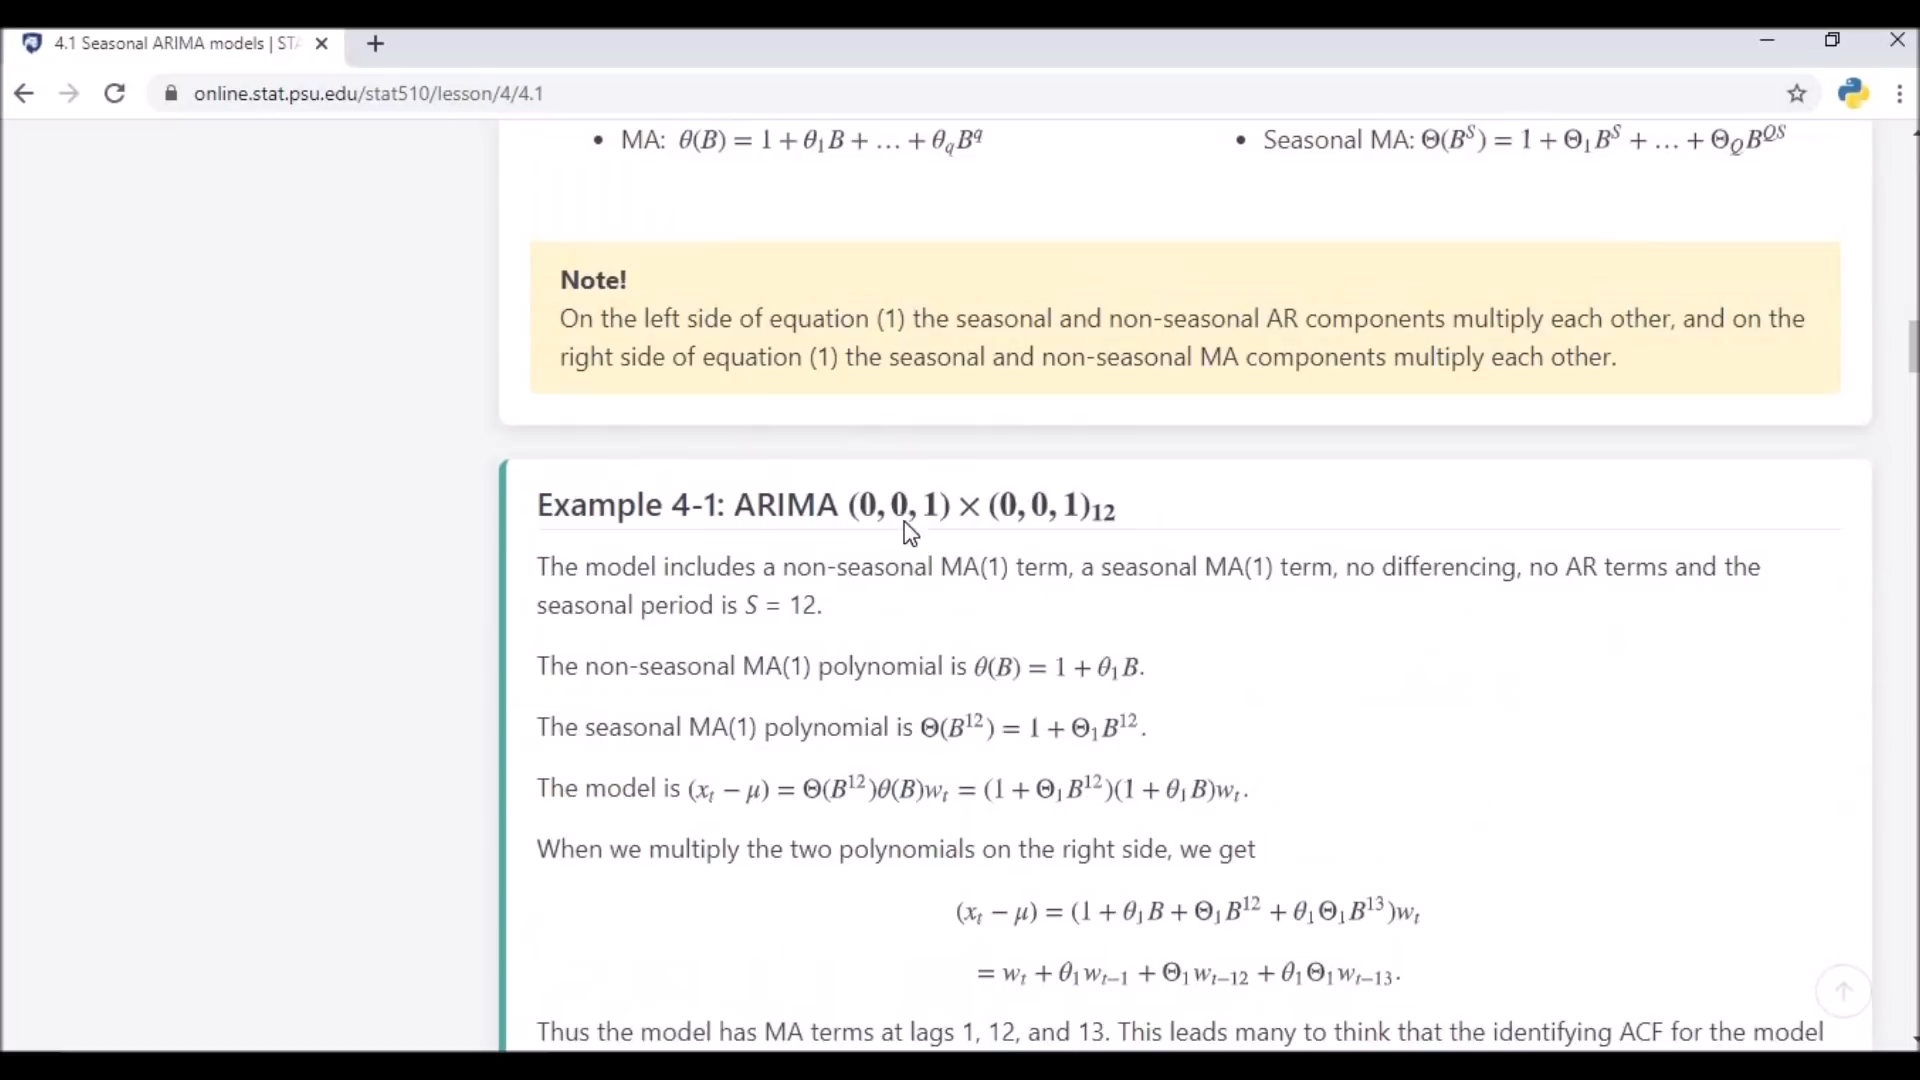 4.1 Seasonal ARIMA models | STA
online.stat.psu.edu/stat510/lesson/4/4.1
• MA: θ(B) = 1 + θ₁B + … + θ_qB^q
• Seasonal MA: Θ(B^S) = 1 + Θ₁B^S + … + Θ_QB^{QS}
Note!
On the left side of equation (1) the seasonal and non-seasonal AR components multiply each other, and on the
right side of equation (1) the seasonal and non-seasonal MA components multiply each other.
Example 4-1: ARIMA (0, 0, 1) × (0, 0, 1)₁₂
The model includes a non-seasonal MA(1) term, a seasonal MA(1) term, no differencing, no AR terms and the
seasonal period is S = 12.
The non-seasonal MA(1) polynomial is θ(B) = 1 + θ₁B.
The seasonal MA(1) polynomial is Θ(B¹²) = 1 + Θ₁B¹².
The model is (x_t − μ) = Θ(B¹²)θ(B)w_t = (1 + Θ₁B¹²)(1 + θ₁B)w_t.
When we multiply the two polynomials on the right side, we get
(x_t − μ) = (1 + θ₁B + Θ₁B¹² + θ₁Θ₁B¹³)w_t
= w_t + θ₁w_{t−1} + Θ₁w_{t−12} + θ₁Θ₁w_{t−13}.
Thus the model has MA terms at lags 1, 12, and 13. This leads many to think that the identifying ACF for the model